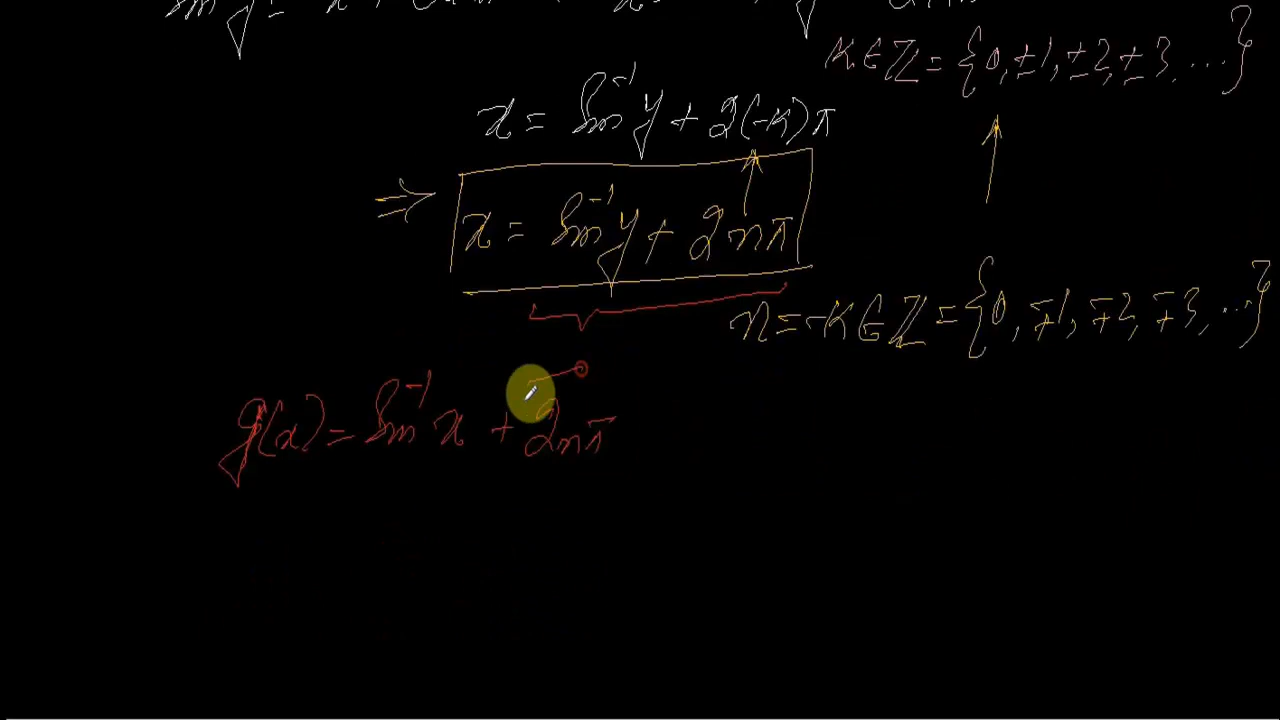 K∈ℤ = {0, ±1, ±2, ±3, ...}
x = Sin⁻¹y + 2(-K)π
⇒ x = Sin⁻¹y + 2nπ
n = -K ∈ ℤ = {0, ∓1, ∓2, ∓3, ...}
g(x) = Sin⁻¹x + 2nπ